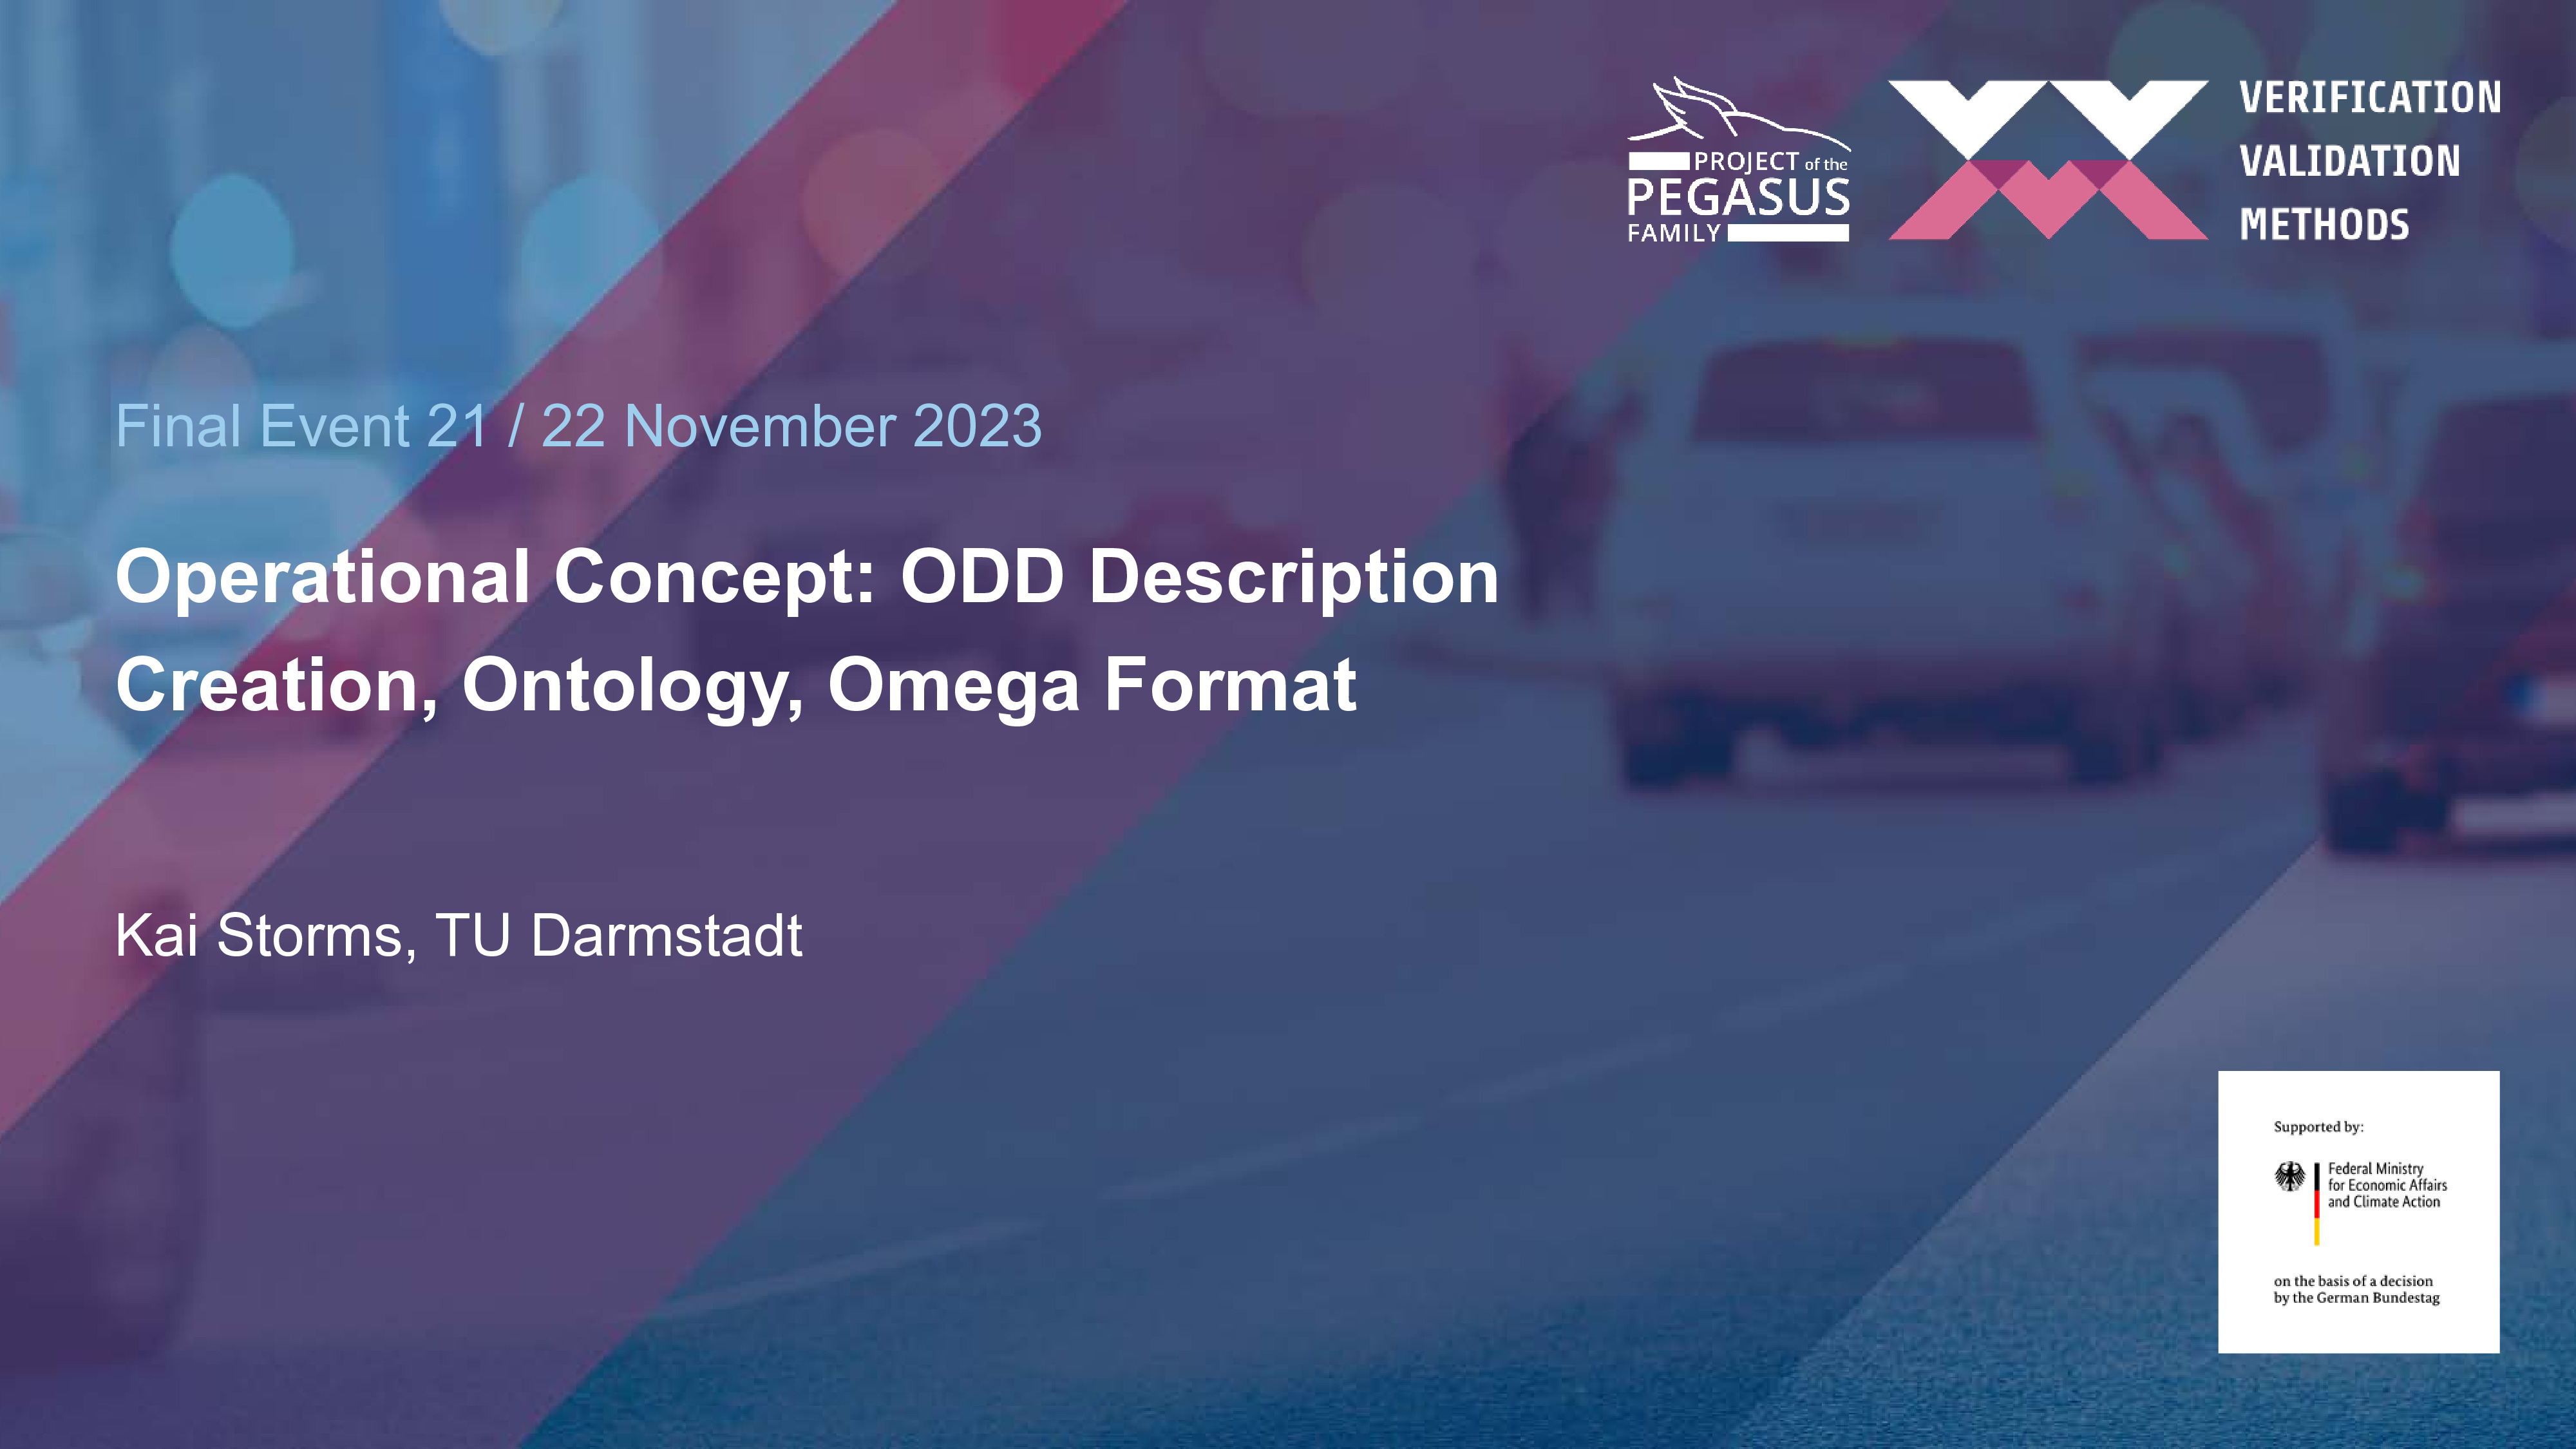 PROJECT of the
PEGASUS
FAMILY
VERIFICATION
VALIDATION
METHODS
Final Event 21 / 22 November 2023
Operational Concept: ODD Description
Creation, Ontology, Omega Format
Kai Storms, TU Darmstadt
Supported by:
Federal Ministry
for Economic Affairs
and Climate Action
on the basis of a decision
by the German Bundestag